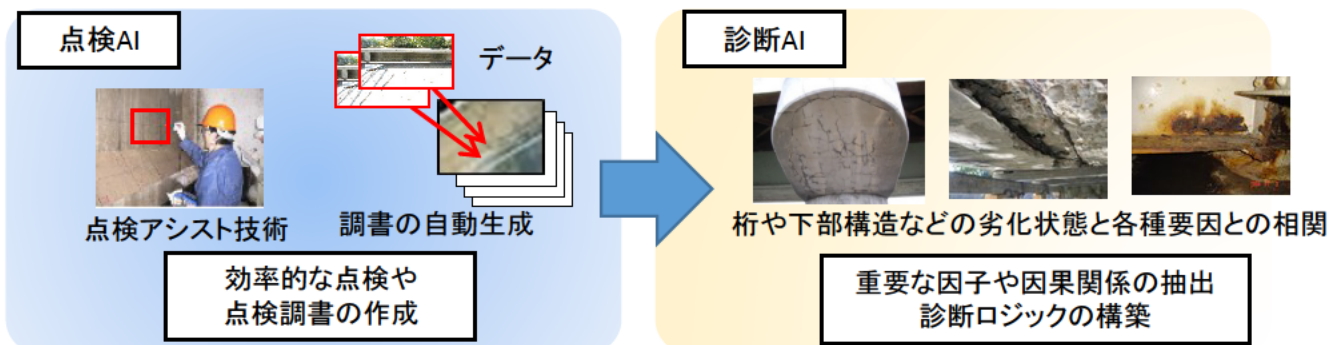 点検AI
データ
点検アシスト技術
調書の自動生成
効率的な点検や
点検調書の作成
診断AI
桁や下部構造などの劣化状態と各種要因との相関
重要な因子や因果関係の抽出
診断ロジックの構築